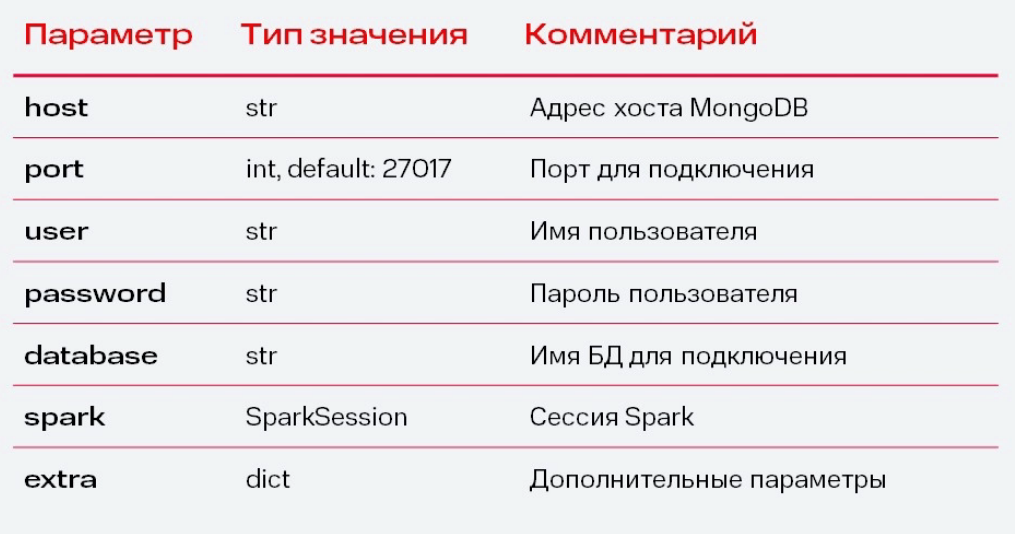 Параметр Тип значения Комментарий
host str Адрес хоста MongoDB
port int, default: 27017 Порт для подключения
user str Имя пользователя
password str Пароль пользователя
database str Имя БД для подключения
spark SparkSession Сессия Spark
extra dict Дополнительные параметры